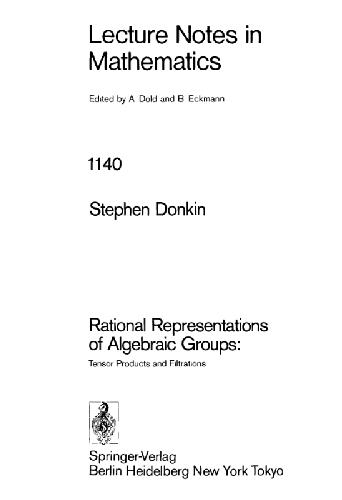 Lecture Notes in
Mathematics
Edited by A. Dold and B. Eckmann
1140
Stephen Donkin
Rational Representations
of Algebraic Groups:
Tensor Products and Filtrations
Springer-Verlag
Berlin Heidelberg New York Tokyo